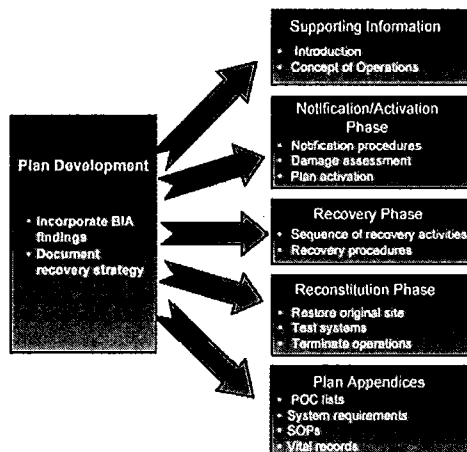 Plan Development
• Incorporate BIA
findings
• Document
recovery strategy
Supporting Information
• Introduction
• Concept of Operations
Notification/Activation
Phase
• Notification procedures
• Damage assessment
• Plan activation
Recovery Phase
• Sequence of recovery activities
• Recovery procedures
Reconstitution Phase
• Restore original site
• Test systems
• Terminate operations
Plan Appendices
• POC lists
• System requirements
• SOPs
• Vital records